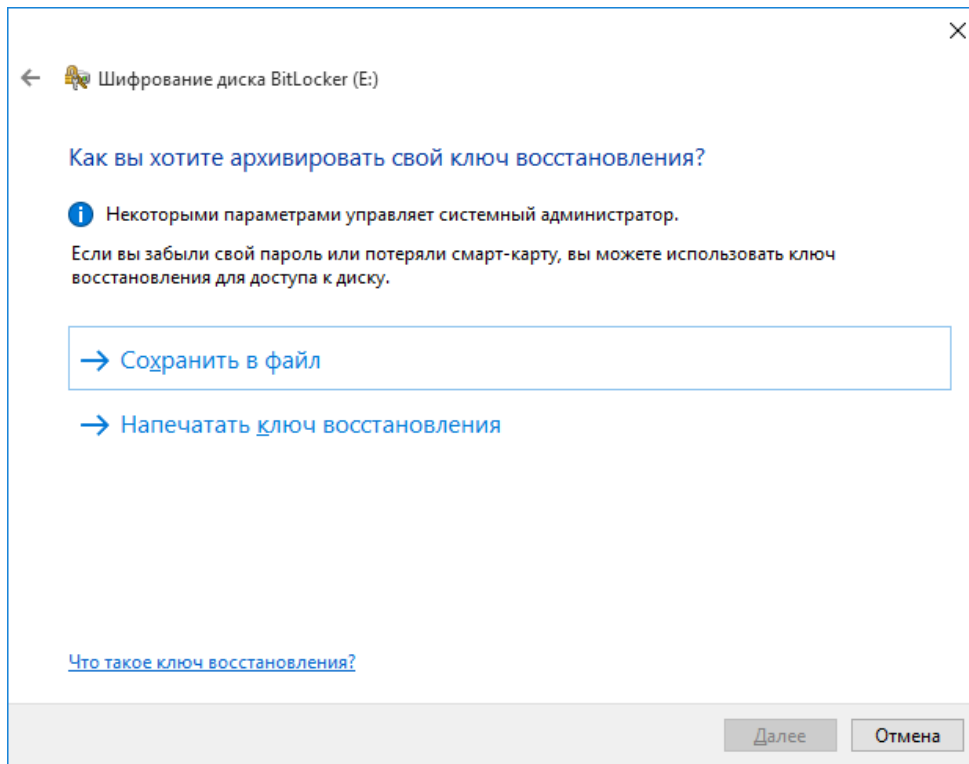 Шифрование диска BitLocker (E:)
Как вы хотите архивировать свой ключ восстановления?
Некоторыми параметрами управляет системный администратор.
Если вы забыли свой пароль или потеряли смарт-карту, вы можете использовать ключ
восстановления для доступа к диску.
Сохранить в файл
Напечатать ключ восстановления
Что такое ключ восстановления?
Далее
Отмена